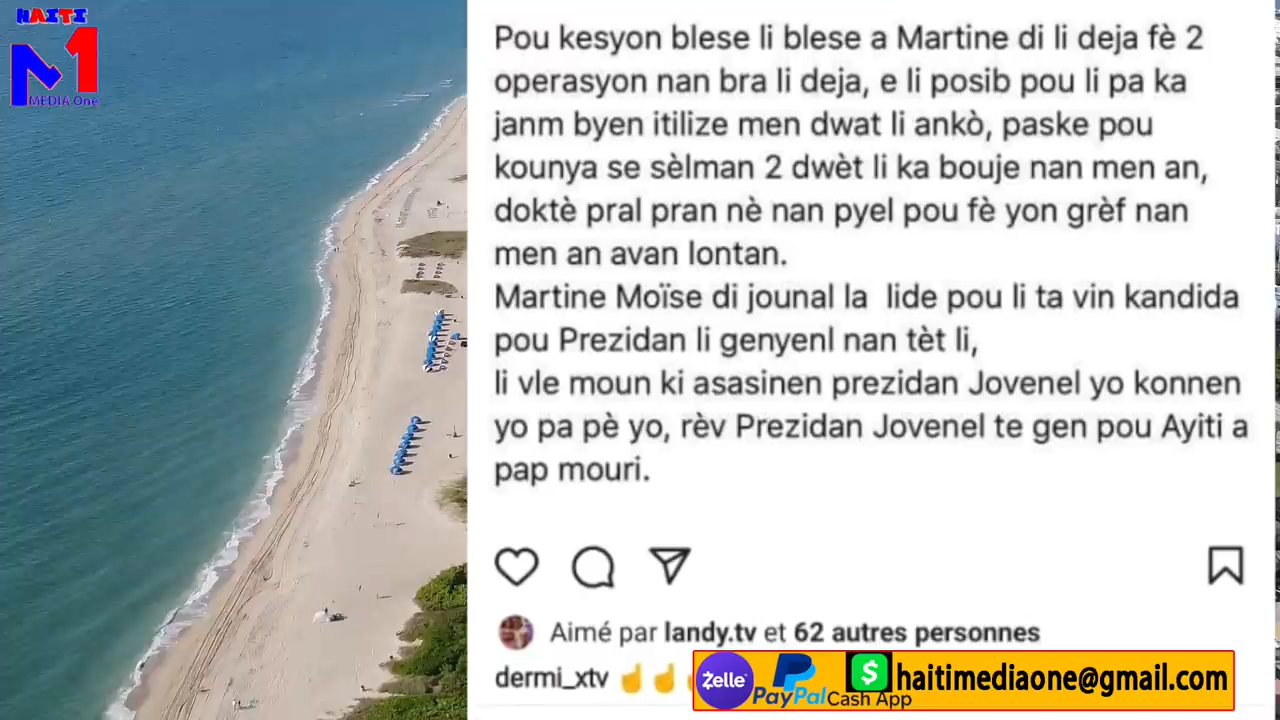 HAITI
M1
MEDIA One
Pou kesyon blese li blese a Martine di li deja fè 2
operasyon nan bra li deja, e li posib pou li pa ka
janm byen itilize men dwat li ankò, paske pou
kounya se sèlman 2 dwèt li ka bouje nan men an,
doktè pral pran nè nan pyel pou fè yon grèf nan
men an avan lontan.
Martine Moïse di jounal la lide pou li ta vin kandida
pou Prezidan li genyenl nan tèt li,
li vle moun ki asasinen prezidan Jovenel yo konnen
yo pa pè yo, rèv Prezidan Jovenel te gen pou Ayiti a
pap mouri.
Aimé par landy.tv et 62 autres personnes
dermi_xtv ☝️☝️
Zelle
PayPal
$
Cash App
haitimediaone@gmail.com